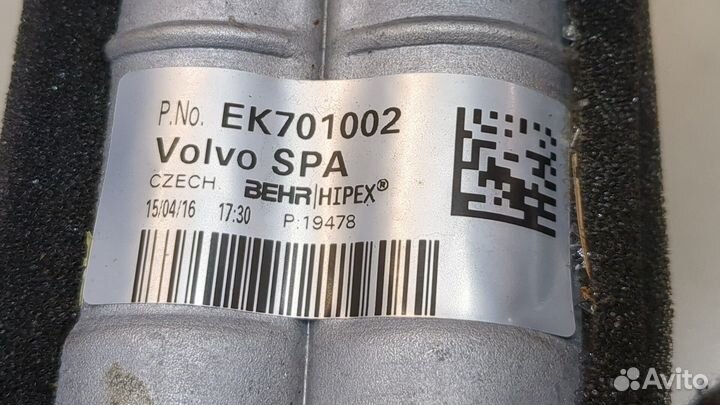 P.No. EK701002
Volvo SPA
CZECH. BEHR|HIPEX®
15/04/16 17:30 P:19478
Avito